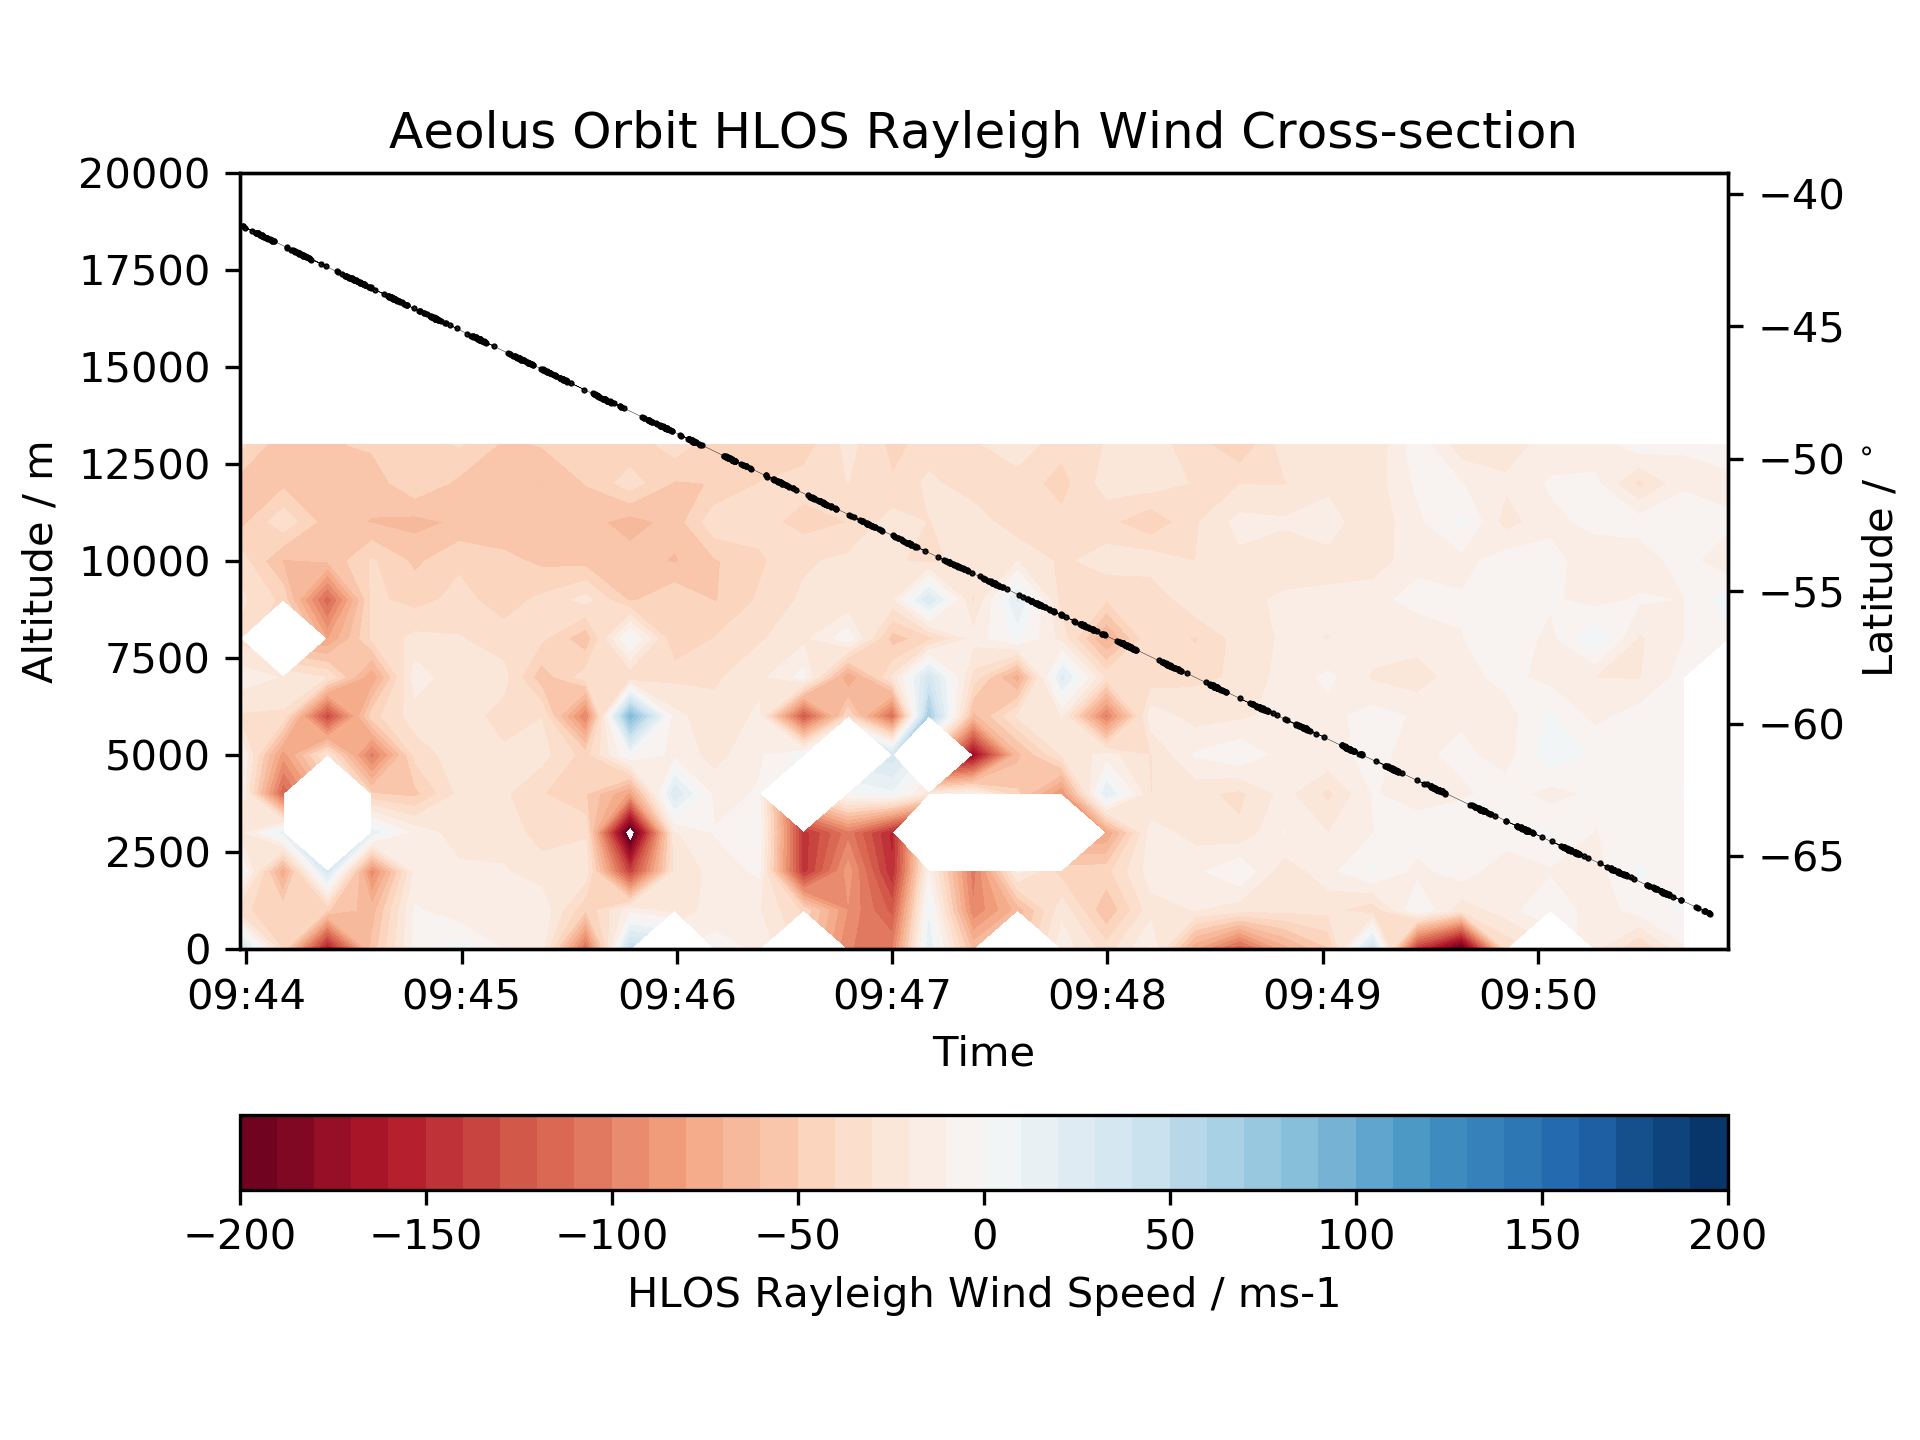 Aeolus Orbit HLOS Rayleigh Wind Cross-section
20000
17500
15000
12500
10000
7500
5000
2500
0
Altitude / m
−40
−45
−50
−55
−60
−65
Latitude / °
09:44 09:45 09:46 09:47 09:48 09:49 09:50
Time
−200 −150 −100 −50 0 50 100 150 200
HLOS Rayleigh Wind Speed / ms-1